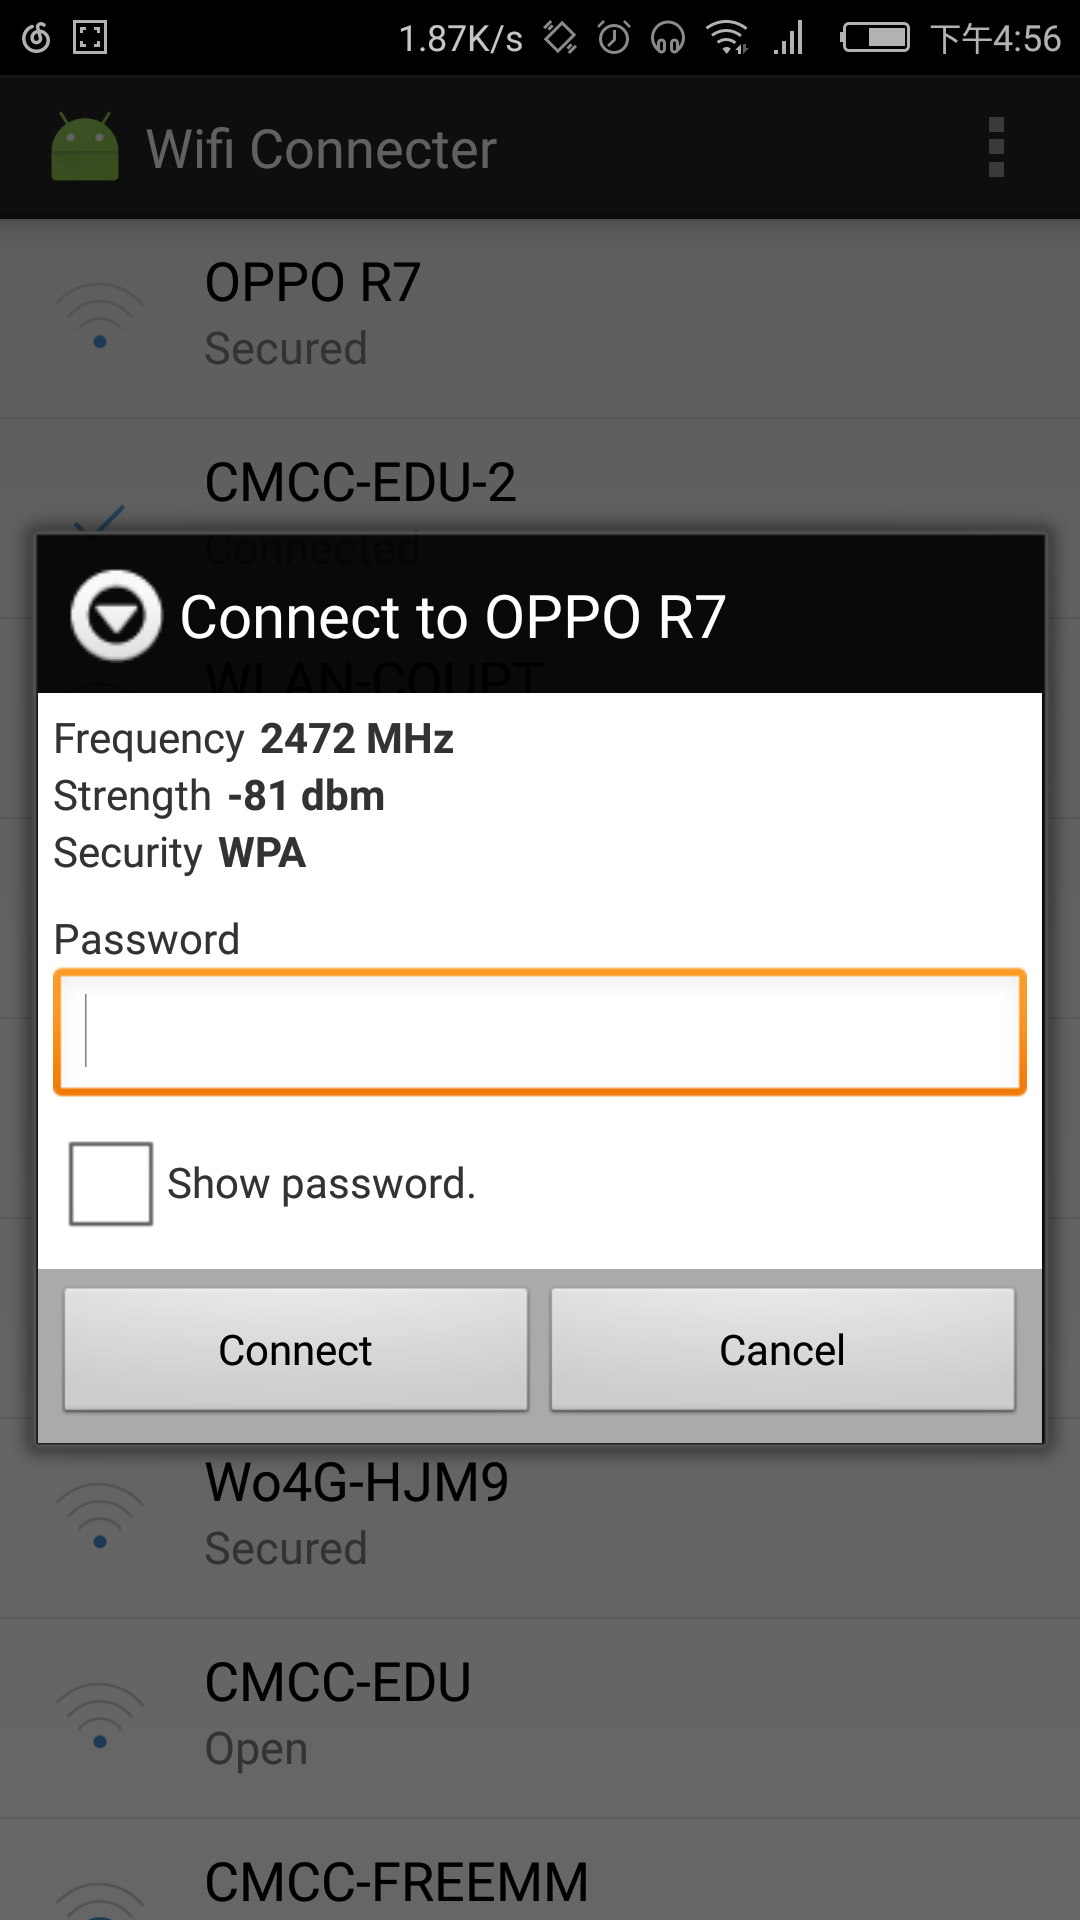 1.87K/s 下午4:56
Wifi Connecter
OPPO R7
Secured
CMCC-EDU-2
Connected
Connect to OPPO R7
WLAN-COUPT
Frequency 2472 MHz
Strength -81 dbm
Security WPA
Password
Show password.
Connect Cancel
Wo4G-HJM9
Secured
CMCC-EDU
Open
CMCC-FREEMM